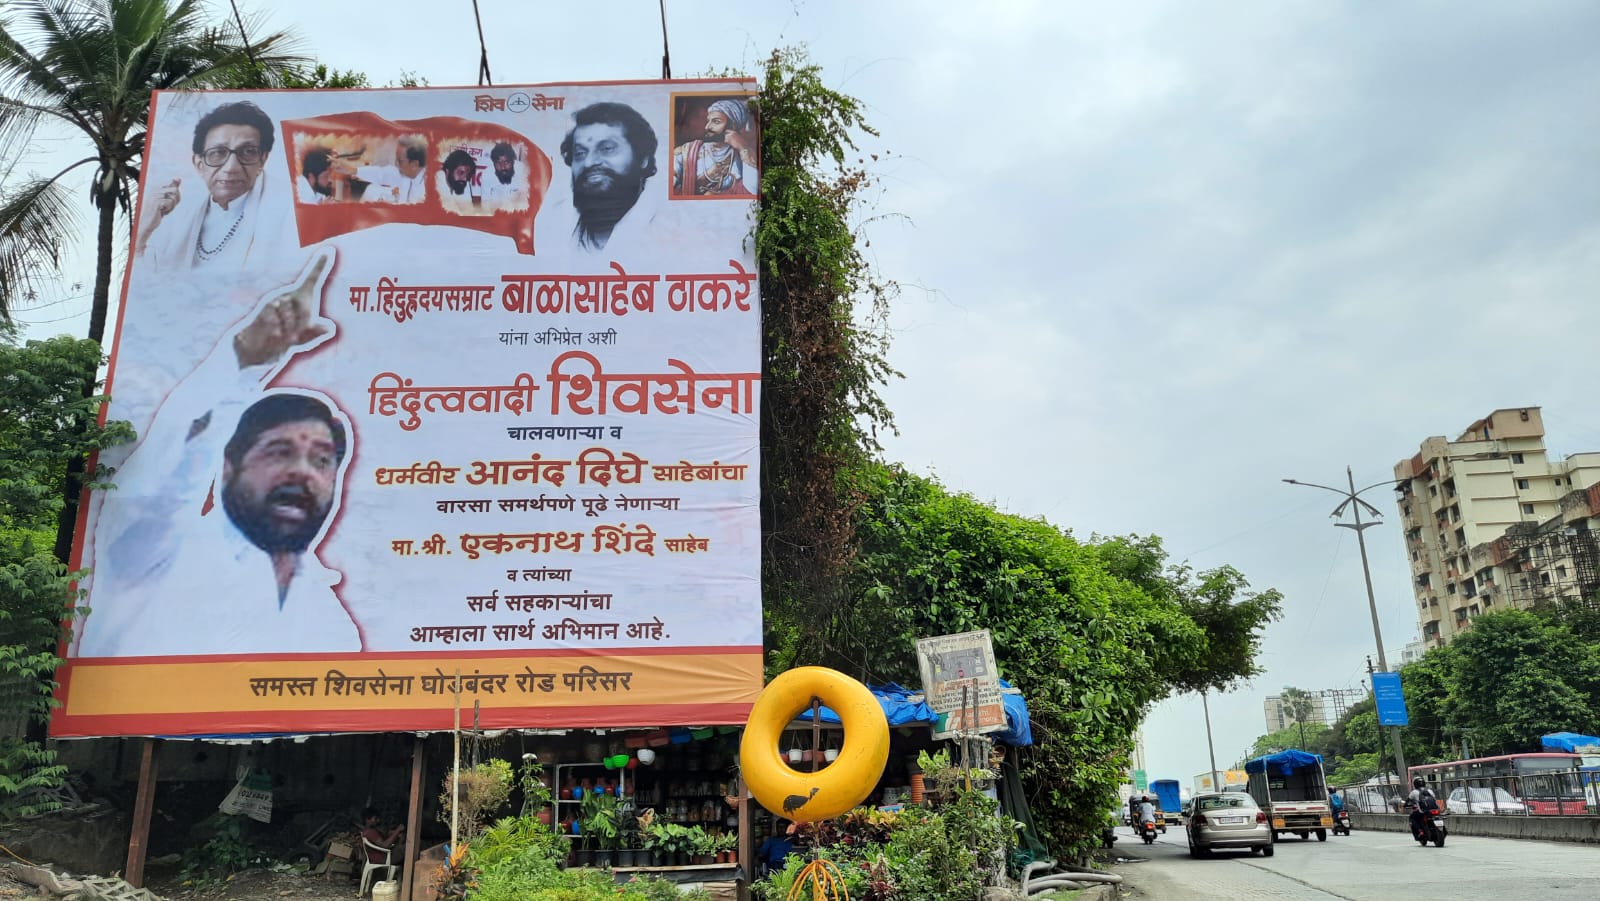 शिव सेना
मा.हिंदुहृदयसम्राट बाळासाहेब ठाकरे
यांना अभिप्रेत अशी
हिंदुत्ववादी शिवसेना
चालवणाऱ्या व
धर्मवीर आनंद दिघे साहेबांचा
वारसा समर्थपणे पूढे नेणाऱ्या
मा.श्री. एकनाथ शिंदे साहेब
व त्यांच्या
सर्व सहकाऱ्यांचा
आम्हाला सार्थ अभिमान आहे.
समस्त शिवसेना घोडबंदर रोड परिसर